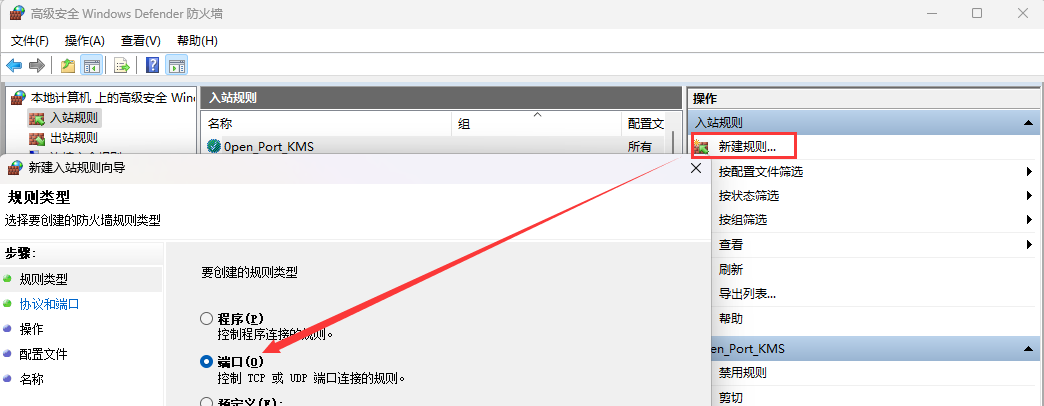 高级安全 Windows Defender 防火墙
文件(F) 操作(A) 查看(V) 帮助(H)
本地计算机 上的高级安全 Win
入站规则
出站规则
入站规则
名称 组 配置文
0pen_Port_KMS 所有
操作
入站规则
新建规则...
按配置文件筛选
按状态筛选
按组筛选
查看
刷新
导出列表...
帮助
en_Port_KMS
禁用规则
剪切
新建入站规则向导
规则类型
选择要创建的防火墙规则类型
步骤:
规则类型
协议和端口
操作
配置文件
名称
要创建的规则类型
程序(P)
控制程序连接的规则。
端口(O)
控制 TCP 或 UDP 端口连接的规则。
预定义(E):